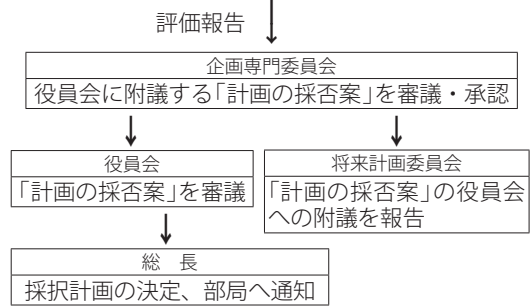 評価報告
企画専門委員会
役員会に附議する「計画の採否案」を審議・承認
役員会
「計画の採否案」を審議
将来計画委員会
「計画の採否案」の役員会
への附議を報告
総　長
採択計画の決定、部局へ通知